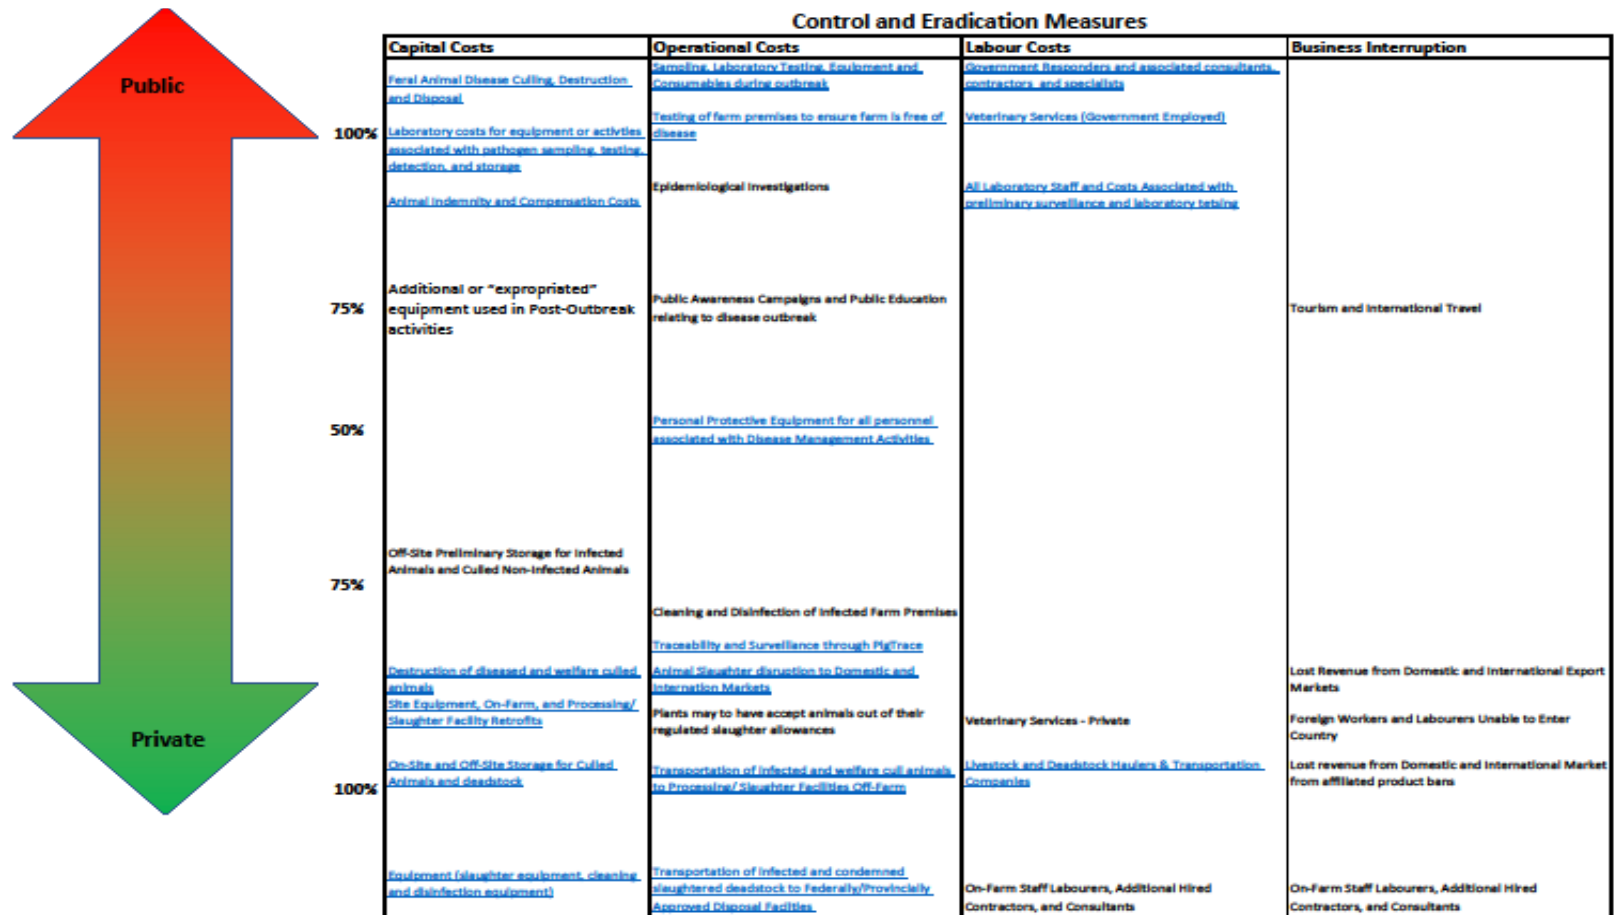 Control and Eradication Measures
Public
Private
100%
75%
50%
75%
100%
Capital Costs
Feral Animal Disease Culling, Destruction
and Disposal
Laboratory costs for equipment or activties
associated with pathogen sampling, testing,
detection, and storage
Animal Indemnity and Compensation Costs
Additional or “expropriated”
equipment used in Post-Outbreak
activities
Off-Site Preliminary Storage for Infected
Animals and Culled Non-Infected Animals
Destruction of diseased and welfare culled
animals
Site Equipment, On-Farm, and Processing/
Slaughter Facility Retrofits
On-Site and Off-Site Storage for Culled
Animals and deadstock
Equipment (slaughter equipment, cleaning
and disinfection equipment)
Operational Costs
Sampling, Laboratory Testing, Equipment and
Consumables during outbreak
Testing of farm premises to ensure farm is free of
disease
Epidemiological Investigations
Public Awareness Campaigns and Public Education
relating to disease outbreak
Personal Protective Equipment for all personnel
associated with Disease Management Activities
Cleaning and Disinfection of Infected Farm Premises
Traceability and Surveillance through PigTrace
Animal Slaughter disruption to Domestic and
Internation Markets
Plants may to have accept animals out of their
regulated slaughter allowances
Transportation of infected and welfare cull animals
to Processing/ Slaughter Facilities Off-Farm
Transportation of infected and condemned
slaughtered deadstock to Federally/Provincially
Approved Disposal Facilties
Labour Costs
Government Responders and associated consultants,
contractors, and specialists
Veterinary Services (Government Employed)
All Laboratory Staff and Costs Associated with
preliminary surveillance and laboratory tetsing
Veterinary Services - Private
Livestock and Deadstock Haulers & Transportation
Companies
On-Farm Staff Labourers, Additional Hired
Contractors, and Consultants
Business Interruption
Tourism and International Travel
Lost Revenue from Domestic and International Export
Markets
Foreign Workers and Labourers Unable to Enter
Country
Lost revenue from Domestic and International Market
from affiliated product bans
On-Farm Staff Labourers, Additional Hired
Contractors, and Consultants